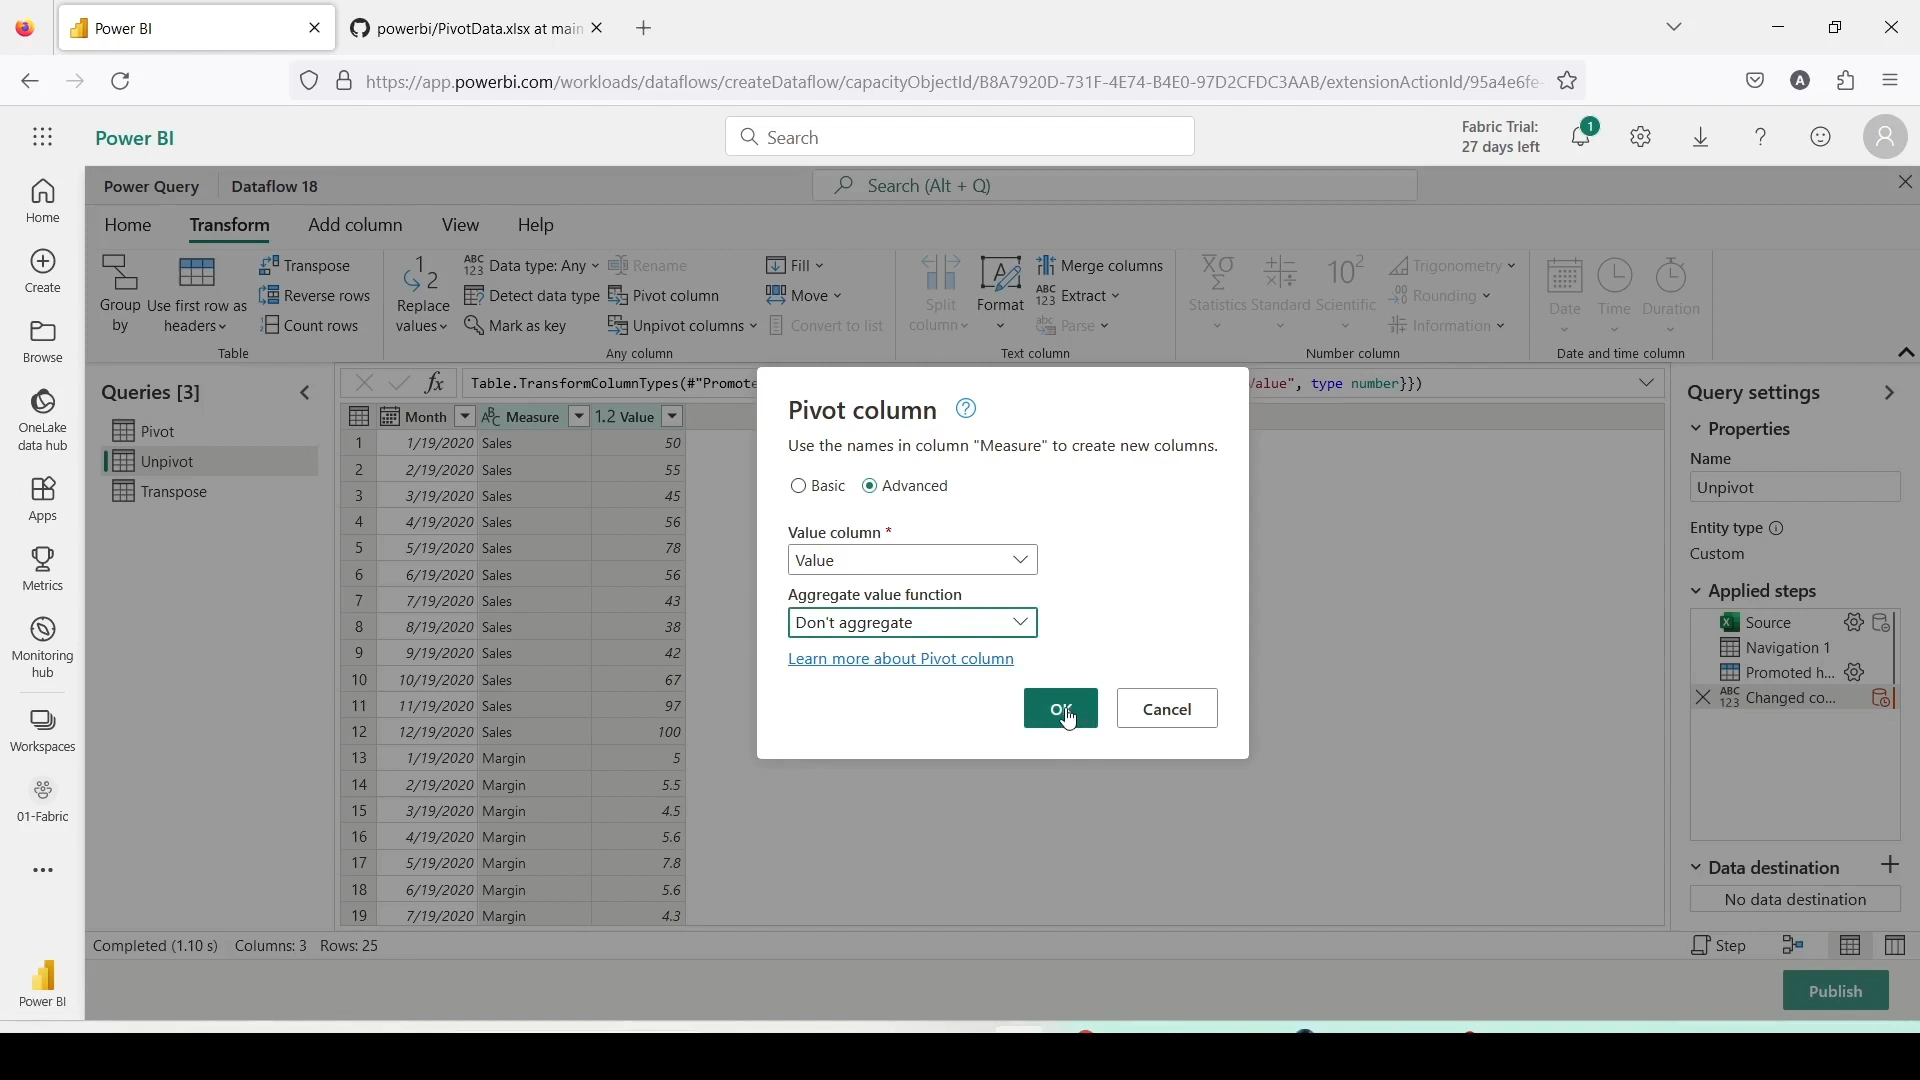 Power BI
powerbi/PivotData.xlsx at main
https://app.powerbi.com/workloads/dataflows/createDataflow/capacityObjectId/B8A7920D-731F-4E74-B4E0-97D2CFDC3AAB/extensionActionId/95a4e6fe-
A
Power BI
Search
Fabric Trial:
27 days left
1
Home
Create
Browse
OneLake
data hub
Apps
Metrics
Monitoring
hub
Workspaces
01-Fabric
Power BI
Power Query
Dataflow 18
Search (Alt + Q)
Home
Transform
Add column
View
Help
Group
by
Use first row as
headers
Transpose
Reverse rows
Count rows
Table
Replace
values
Data type: Any
Detect data type
Mark as key
Rename
Pivot column
Unpivot columns
Fill
Move
Convert to list
Any column
Split
column
Format
Merge columns
Extract
Parse
Text column
Statistics
Standard
Scientific
Trigonometry
Rounding
Information
Number column
Date
Time
Duration
Date and time column
Queries [3]
Pivot
Unpivot
Transpose
fx
Table.TransformColumnTypes(#"Promote
alue", type number}})
Month Measure 1.2 Value
1 1/19/2020 Sales 50
2 2/19/2020 Sales 55
3 3/19/2020 Sales 45
4 4/19/2020 Sales 56
5 5/19/2020 Sales 78
6 6/19/2020 Sales 56
7 7/19/2020 Sales 43
8 8/19/2020 Sales 38
9 9/19/2020 Sales 42
10 10/19/2020 Sales 67
11 11/19/2020 Sales 97
12 12/19/2020 Sales 100
13 1/19/2020 Margin 5
14 2/19/2020 Margin 5.5
15 3/19/2020 Margin 4.5
16 4/19/2020 Margin 5.6
17 5/19/2020 Margin 7.8
18 6/19/2020 Margin 5.6
19 7/19/2020 Margin 4.3
Pivot column
Use the names in column "Measure" to create new columns.
Basic
Advanced
Value column *
Value
Aggregate value function
Don't aggregate
Learn more about Pivot column
OK
Cancel
Query settings
Properties
Name
Unpivot
Entity type
Custom
Applied steps
Source
Navigation 1
Promoted h...
Changed co...
Data destination
No data destination
Completed (1.10 s) Columns: 3 Rows: 25
Step
Publish